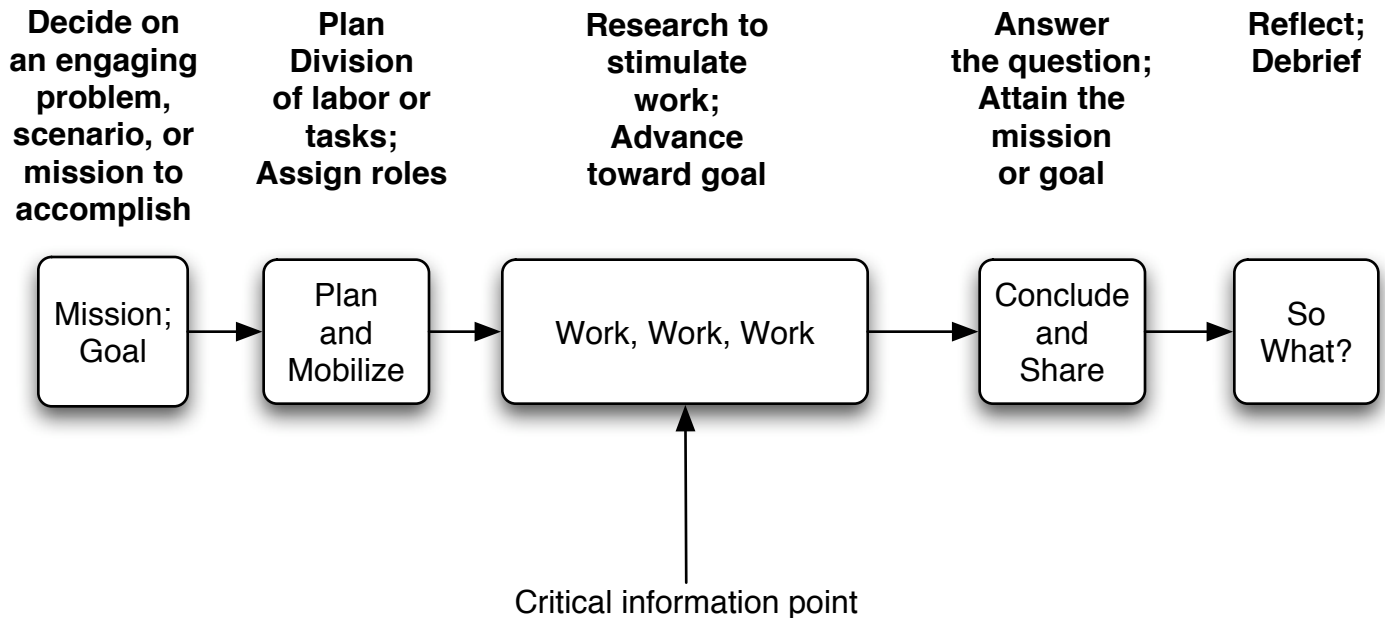 Decide on
an engaging
problem,
scenario, or
mission to
accomplish
Plan
Division
of labor or
tasks;
Assign roles
Research to
stimulate
work;
Advance
toward goal
Answer
the question;
Attain the
mission
or goal
Reflect;
Debrief
Mission;
Goal
Plan
and
Mobilize
Work, Work, Work
Conclude
and
Share
So
What?
Critical information point